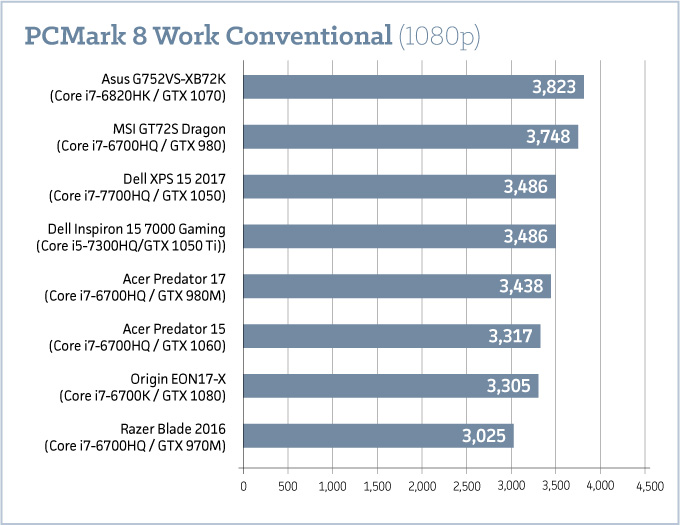 PCMark 8 Work Conventional (1080p)
Asus G752VS-XB72K
(Core i7-6820HK / GTX 1070)
3,823
MSI GT72S Dragon
(Core i7-6700HQ / GTX 980)
3,748
Dell XPS 15 2017
(Core i7-7700HQ / GTX 1050)
3,486
Dell Inspiron 15 7000 Gaming
(Core i5-7300HQ/GTX 1050 Ti))
3,486
Acer Predator 17
(Core i7-6700HQ / GTX 980M)
3,438
Acer Predator 15
(Core i7-6700HQ / GTX 1060)
3,317
Origin EON17-X
(Core i7-6700K / GTX 1080)
3,305
Razer Blade 2016
(Core i7-6700HQ / GTX 970M)
3,025
0 500 1,000 1,500 2,000 2,500 3,000 3,500 4,000 4,500